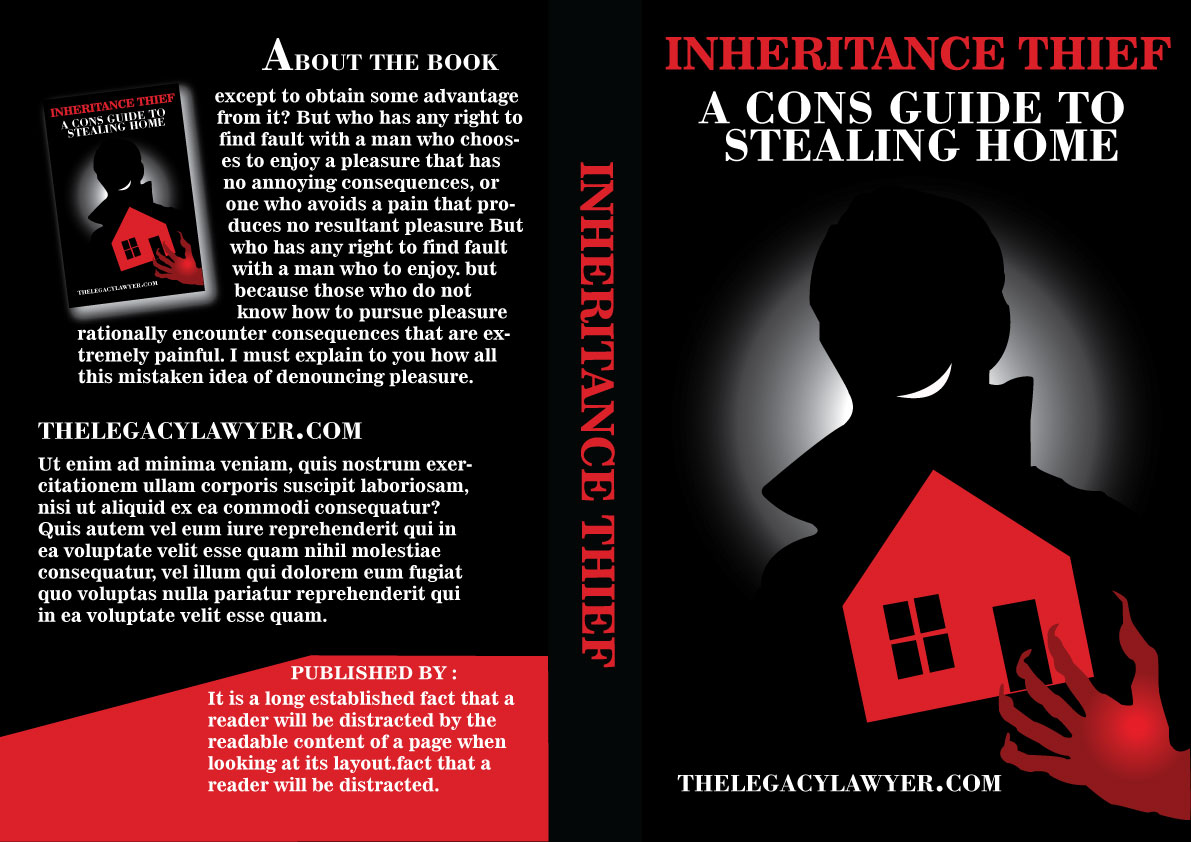 ABOUT THE BOOK
except to obtain some advantage
from it? But who has any right to
find fault with a man who choos-
es to enjoy a pleasure that has
no annoying consequences, or
one who avoids a pain that pro-
duces no resultant pleasure But
who has any right to find fault
with a man who to enjoy. but
because those who do not
know how to pursue pleasure
rationally encounter consequences that are ex-
tremely painful. I must explain to you how all
this mistaken idea of denouncing pleasure.
INHERITANCE THIEF
A CONS GUIDE TO
STEALING HOME
THELEGACYLAWYER.COM
THELEGACYLAWYER.COM
Ut enim ad minima veniam, quis nostrum exer-
citationem ullam corporis suscipit laboriosam,
nisi ut aliquid ex ea commodi consequatur?
Quis autem vel eum iure reprehenderit qui in
ea voluptate velit esse quam nihil molestiae
consequatur, vel illum qui dolorem eum fugiat
quo voluptas nulla pariatur reprehenderit qui
in ea voluptate velit esse quam.
PUBLISHED BY :
It is a long established fact that a
reader will be distracted by the
readable content of a page when
looking at its layout.fact that a
reader will be distracted.
INHERITANCE THIEF
INHERITANCE THIEF
A CONS GUIDE TO
STEALING HOME
THELEGACYLAWYER.COM